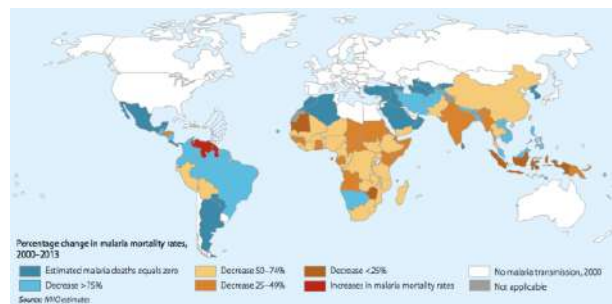 Percentage change in malaria mortality rates,
2000–2013
Estimated malaria deaths equals zero
Decrease >75%
Decrease 50–74%
Decrease 25–49%
Decrease <25%
Increases in malaria mortality rates
No malaria transmission, 2000
Not applicable
Source: WHO estimates